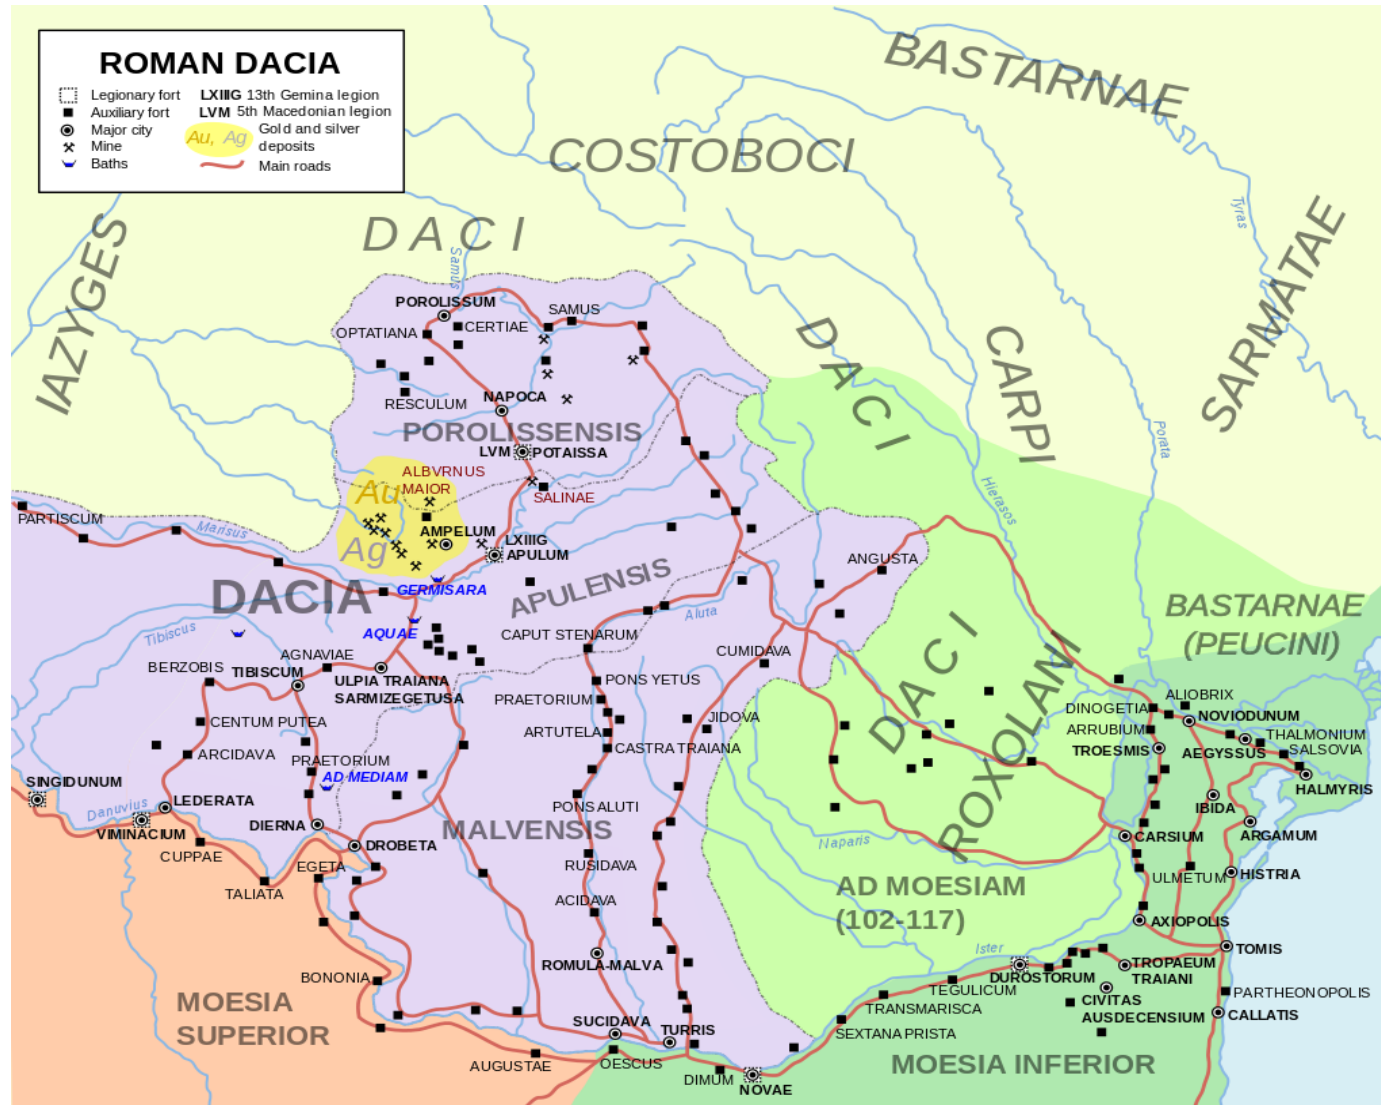 ROMAN DACIA
Legionary fort
Auxiliary fort
Major city
Mine
Baths
LXIIIG 13th Gemina legion
LVM 5th Macedonian legion
Au, Ag Gold and silver
deposits
Main roads
BASTARNAE
COSTOBOCI
DACI
IAZYGES
SARMATAE
Tyras
Samus
DACI
CARPI
Porata
Hierasos
POROLISSUM
SAMUS
OPTATIANA
CERTIAE
RESCULUM
NAPOCA
POROLISSENSIS
LVM
POTAISSA
ALBVRNUS
MAIOR
Au
SALINAE
PARTISCUM
Marisus
AMPELUM
Ag
LXIIIG
APULUM
ANGUSTA
DACIA
GERMISARA
APULENSIS
Aluta
BASTARNAE
(PEUCINI)
Tibiscus
AQUAE
CAPUT STENARUM
CUMIDAVA
DACI
ROXOLANI
AGNAVIAE
BERZOBIS
TIBISCUM
ULPIA TRAIANA
SARMIZEGETUSA
PONS YETUS
PRAETORIUM
ALIOBRIX
DINOGETIA
NOVIODUNUM
CENTUM PUTEA
ARTUTELA
JIDOVA
ARRUBIUM
THALMONIUM
ARCIDAVA
CASTRA TRAIANA
TROESMIS
AEGYSSUS
SALSOVIA
PRAETORIUM
AD MEDIAM
SINGIDUNUM
HALMYRIS
Danuvius
LEDERATA
PONS ALUTI
IBIDA
VIMINACIUM
DIERNA
MALVENSIS
ARGAMUM
CARSIUM
CUPPAE
DROBETA
Naparis
EGETA
RUSIDAVA
ULMETUM
HISTRIA
TALIATA
AD MOESIAM
(102-117)
ACIDAVA
AXIOPOLIS
Ister
TOMIS
ROMULA-MALVA
BONONIA
DUROSTORUM
TROPAEUM
TRAIANI
TEGULICUM
PARTHEONOPOLIS
MOESIA
SUPERIOR
TRANSMARISCA
CIVITAS
AUSDECENSIUM
CALLATIS
SUCIDAVA
TURRIS
SEXTANA PRISTA
AUGUSTAE
OESCUS
MOESIA INFERIOR
DIMUM
NOVAE